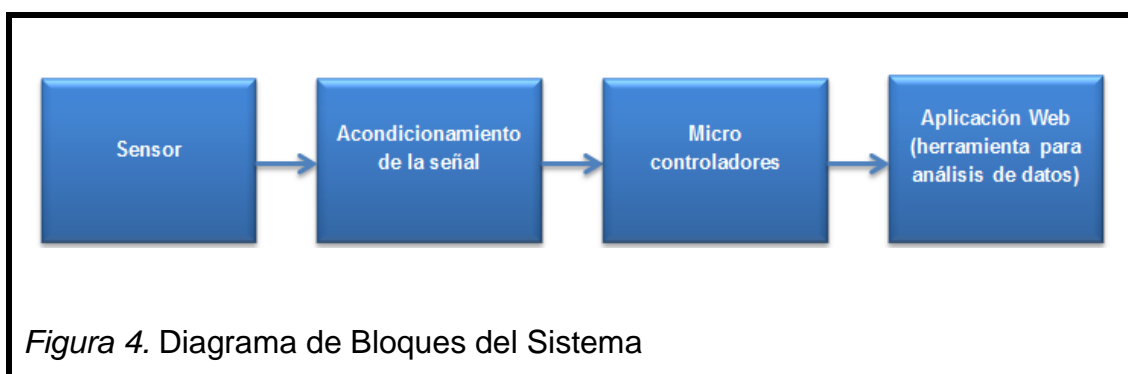 Sensor
Acondicionamiento
de la señal
Micro
controladores
Aplicación Web
(herramienta para
análisis de datos)
Figura 4. Diagrama de Bloques del Sistema